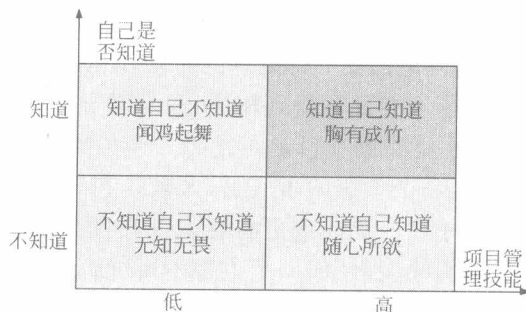 自己是
否知道
知道
知道自己不知道
闻鸡起舞
知道自己知道
胸有成竹
不知道
不知道自己不知道
无知无畏
不知道自己知道
随心所欲
项目管
理技能
低
高